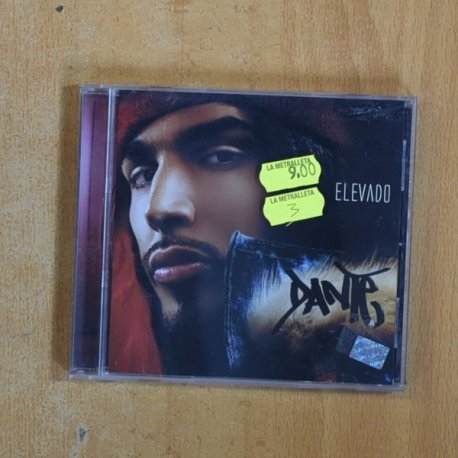 LA METRALLETA
9.00
LA METRALLETA
3
ELEVADO
DANTE